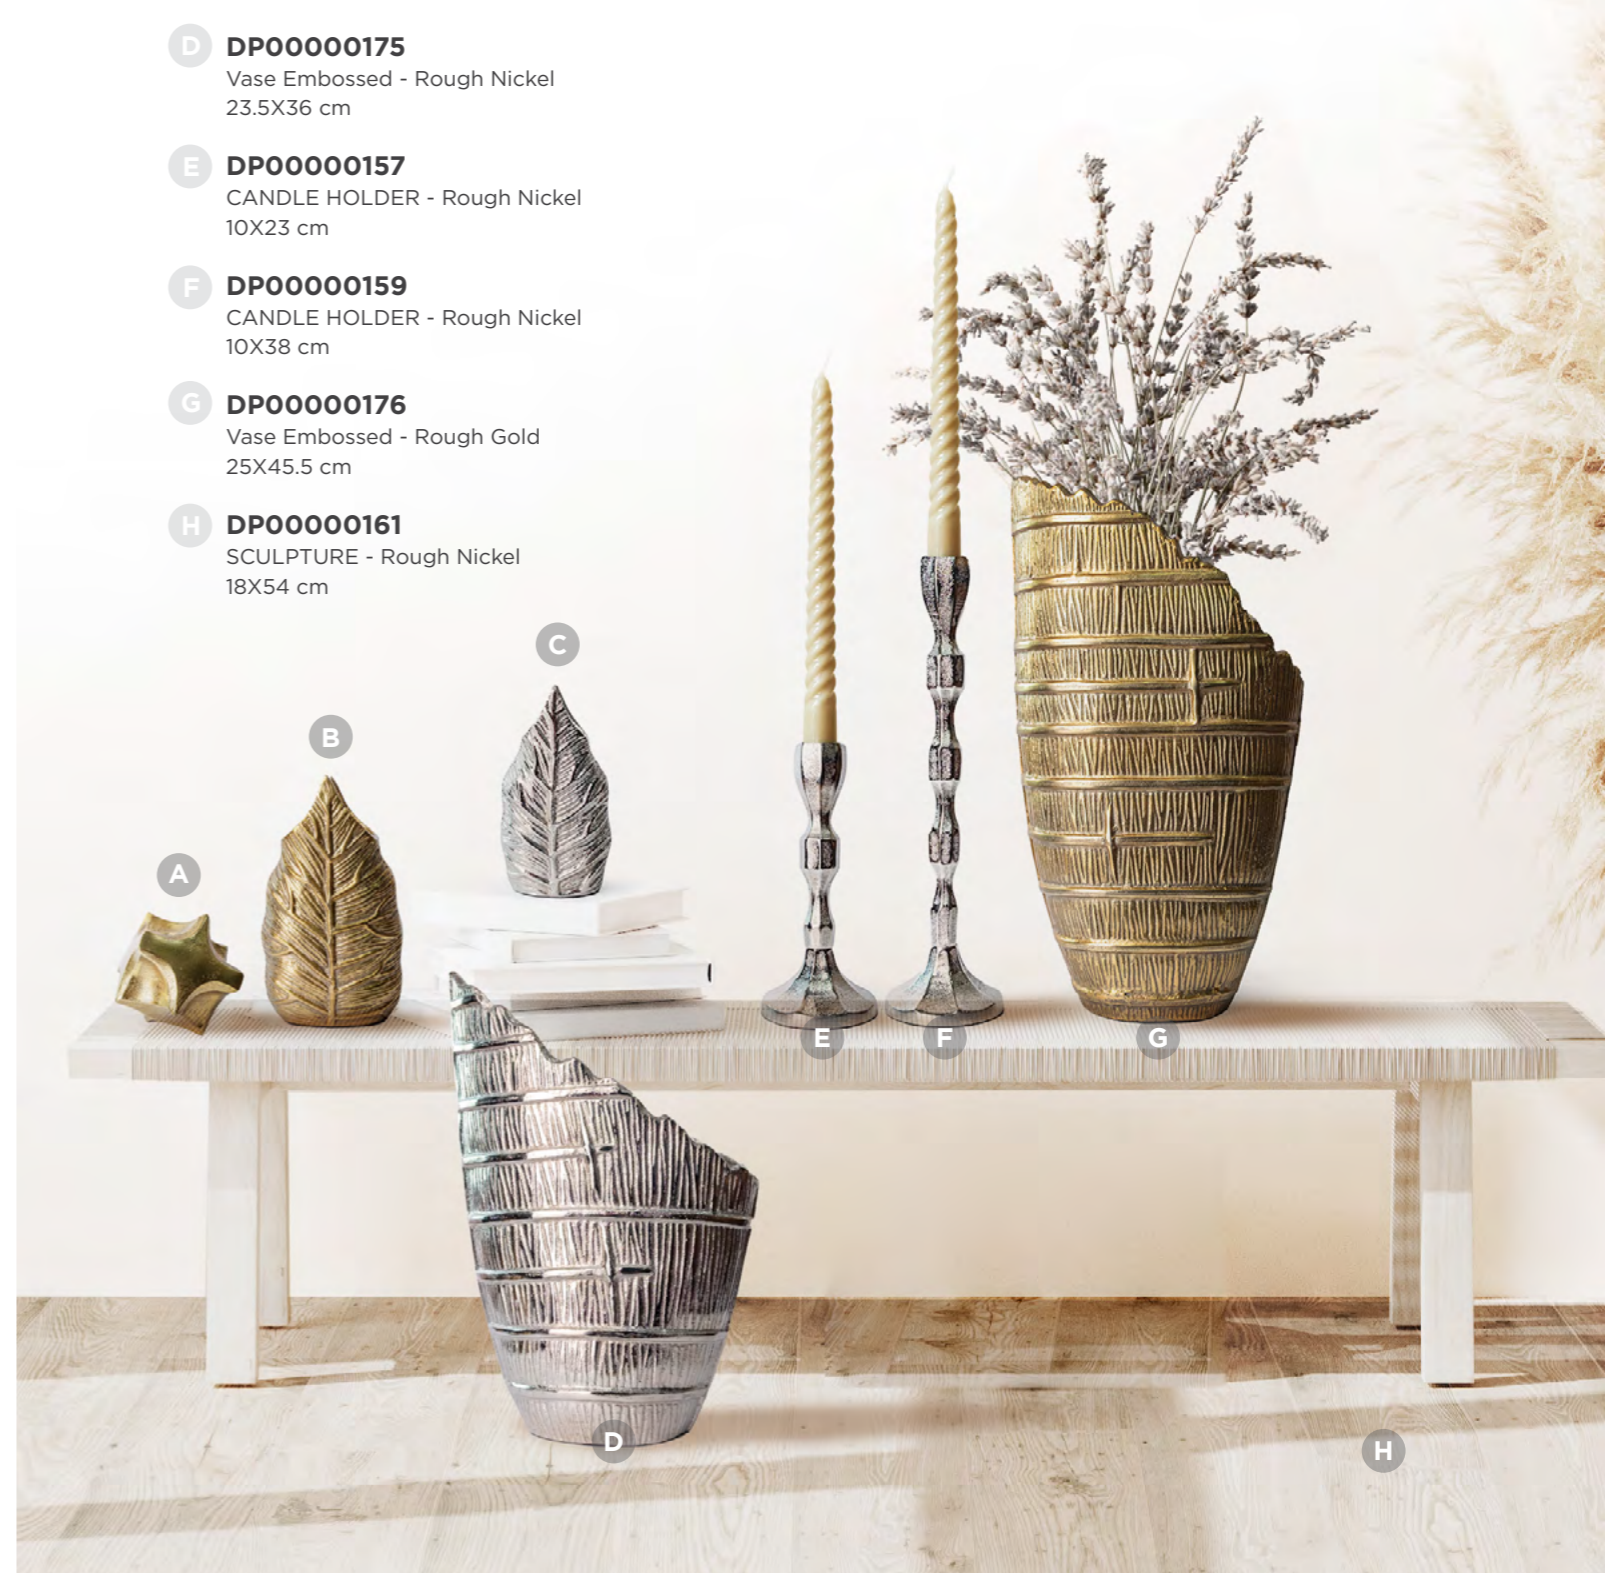 D DP00000175
Vase Embossed - Rough Nickel
23.5X36 cm
E DP00000157
CANDLE HOLDER - Rough Nickel
10X23 cm
F DP00000159
CANDLE HOLDER - Rough Nickel
10X38 cm
G DP00000176
Vase Embossed - Rough Gold
25X45.5 cm
H DP00000161
SCULPTURE - Rough Nickel
18X54 cm
C
B
A
E
F
G
D
H